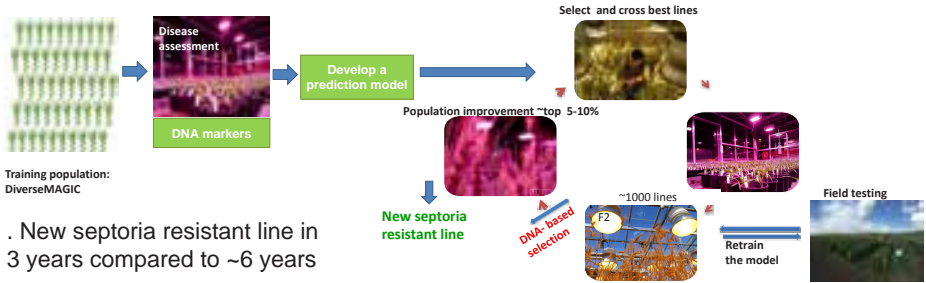 Select  and cross best lines
Disease
assessment
Develop a
prediction model
Population improvement ~top  5-10%
DNA markers
Training population:
DiverseMAGIC
~1000 lines
Field testing
New septoria
resistant line
DNA- based
selection
F2
Retrain
the model
. New septoria resistant line in
3 years compared to ~6 years